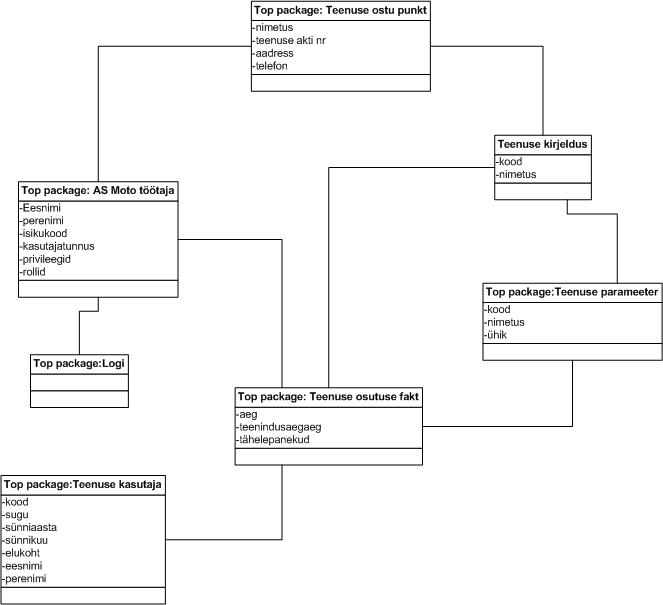 Top package: Teenuse ostu punkt
-nimetus
-teenuse akti nr
-aadress
-telefon
Teenuse kirjeldus
-kood
-nimetus
Top package: AS Moto töötaja
-Eesnimi
-perenimi
-isikukood
-kasutajatunnus
-privileegid
-rollid
Top package:Teenuse parameeter
-kood
-nimetus
-ühik
Top package:Logi
Top package: Teenuse osutuse fakt
-aeg
-teenindusaegaeg
-tähelepanekud
Top package:Teenuse kasutaja
-kood
-sugu
-sünniaasta
-sünnikuu
-elukoht
-eesnimi
-perenimi